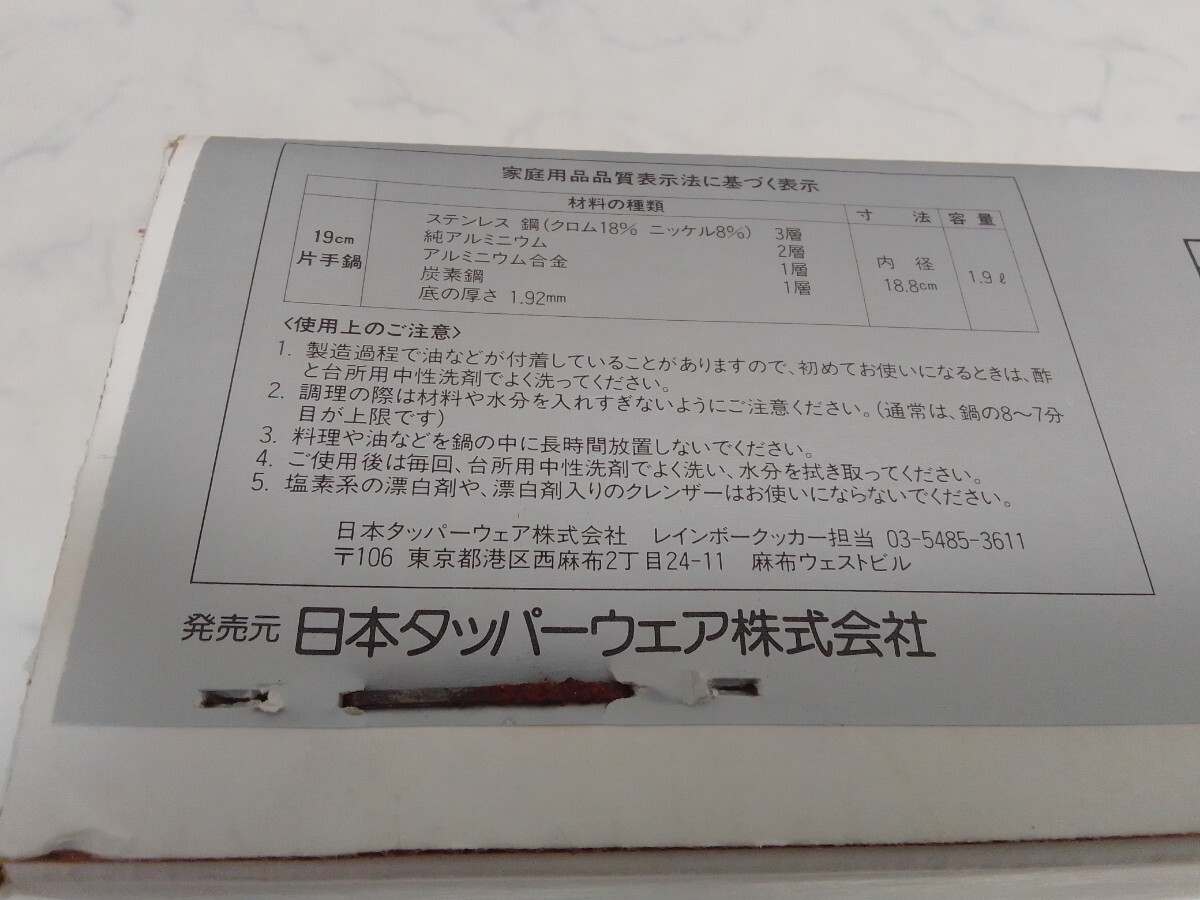 家庭用品品質表示法に基づく表示
材料の種類 寸 法 容量
19cm
片手鍋
ステンレス 鋼(クロム18% ニッケル8%) 3層
純アルミニウム 2層
アルミニウム合金 1層
炭素鋼 1層
底の厚さ 1.92mm
内 径
18.8cm
1.9ℓ
〈使用上のご注意〉
1. 製造過程で油などが付着していることがありますので、初めてお使いになるときは、酢
と台所用中性洗剤でよく洗ってください。
2. 調理の際は材料や水分を入れすぎないようにご注意ください。(通常は、鍋の8〜7分
目が上限です)
3. 料理や油などを鍋の中に長時間放置しないでください。
4. ご使用後は毎回、台所用中性洗剤でよく洗い、水分を拭き取ってください。
5. 塩素系の漂白剤や、漂白剤入りのクレンザーはお使いにならないでください。
日本タッパーウェア株式会社 レインボークッカー担当 03-5485-3611
〒106 東京都港区西麻布2丁目24-11 麻布ウェストビル
発売元 日本タッパーウェア株式会社